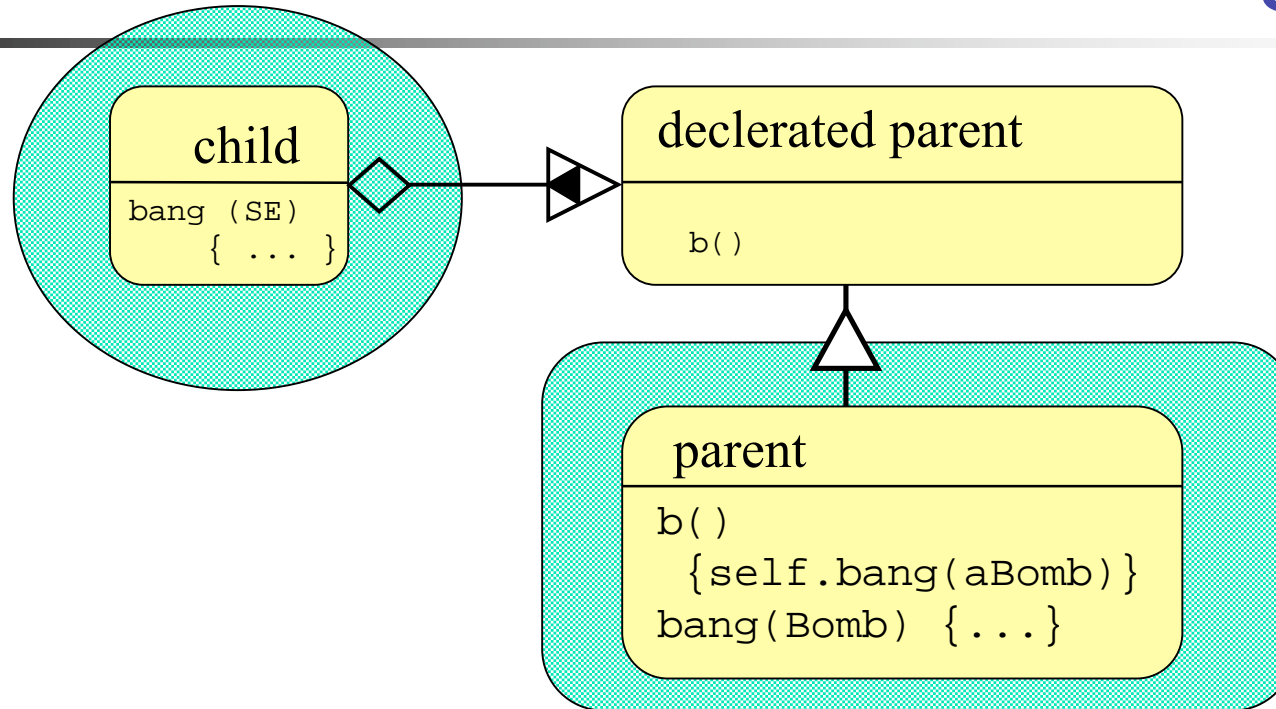 child
bang (SE)
{ ... }
declerated parent
b()
parent
b()
{self.bang(aBomb)}
bang(Bomb) {...}